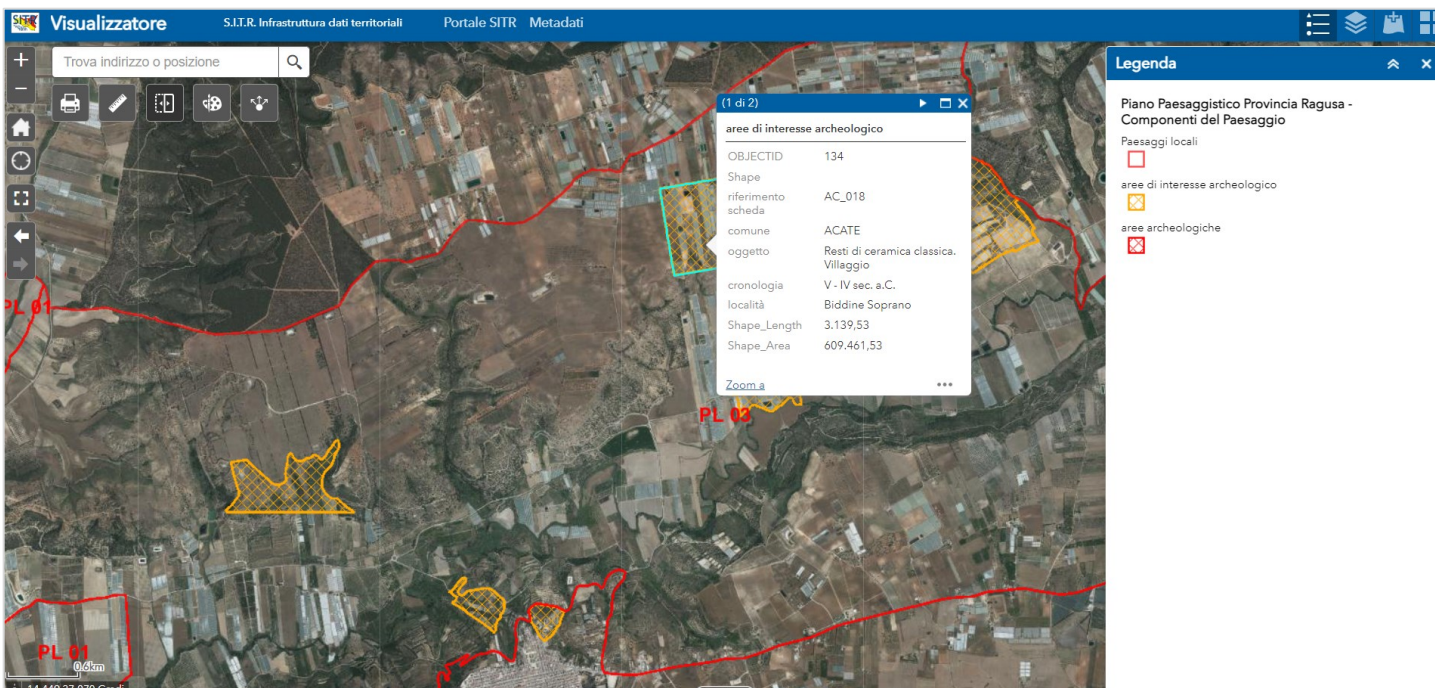 SITR Visualizzatore S.I.T.R. Infrastruttura dati territoriali Portale SITR Metadati
Trova indirizzo o posizione
Legenda
Piano Paesaggistico Provincia Ragusa -
Componenti del Paesaggio
Paesaggi locali
aree di interesse archeologico
aree archeologiche
(1 di 2)
aree di interesse archeologico
OBJECTID 134
Shape
riferimento
scheda AC_018
comune ACATE
oggetto Resti di ceramica classica.
Villaggio
cronologia V - IV sec. a.C.
località Biddine Soprano
Shape_Length 3.139,53
Shape_Area 609.461,53
Zoom a
PL 01
PL 03
PL 01
0.6km